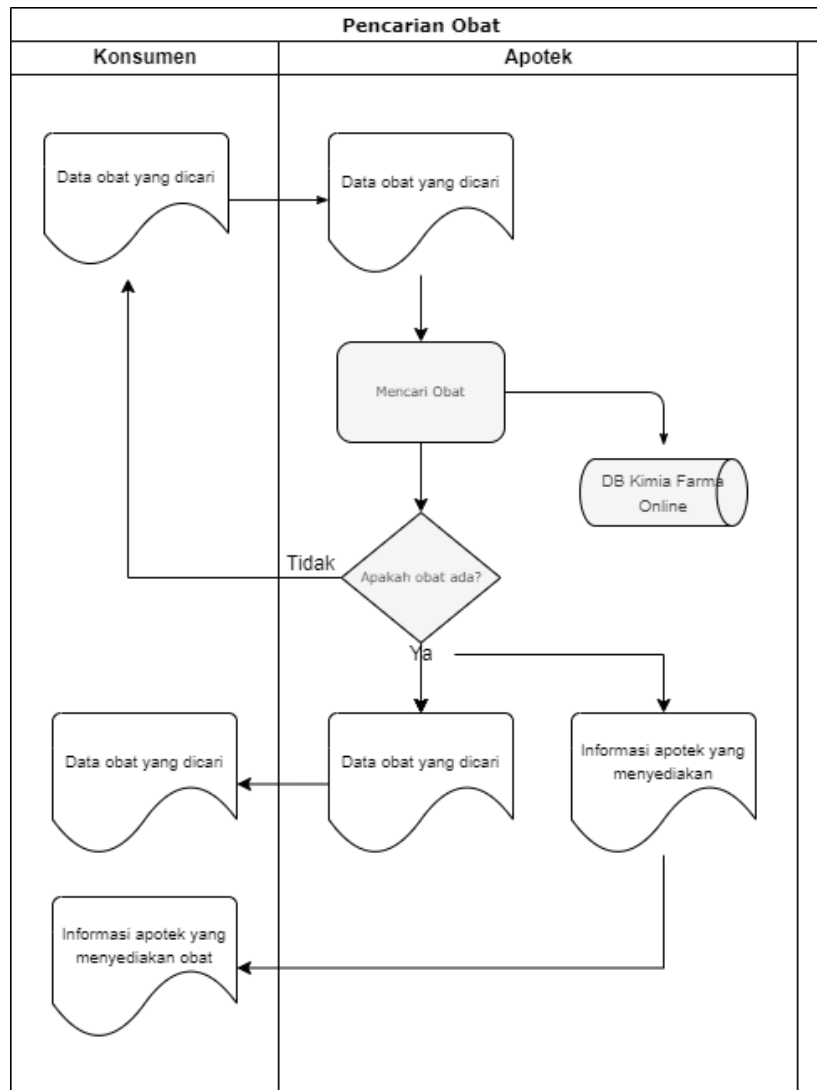 Pencarian Obat
Konsumen
Apotek
Data obat yang dicari
Data obat yang dicari
Mencari Obat
DB Kimia Farma
Online
Tidak
Apakah obat ada?
Ya
Data obat yang dicari
Data obat yang dicari
Informasi apotek yang
menyediakan
Informasi apotek yang
menyediakan obat